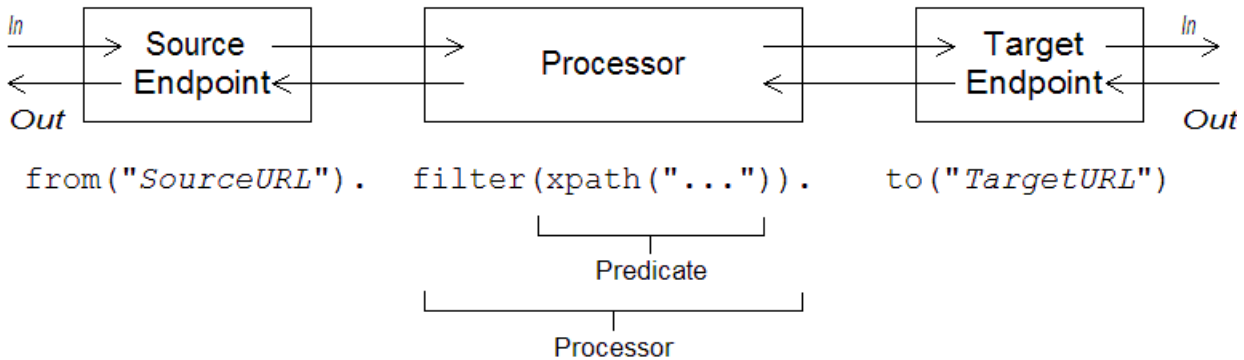 In In
Source Processor Target
Endpoint Endpoint
Out Out
from("SourceURL"). filter(xpath("...")). to("TargetURL")
Predicate
Processor